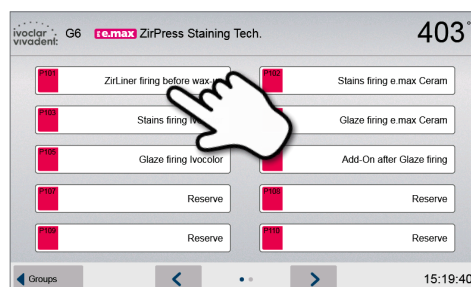 ivoclar vivadent: G6 IPS e.max ZirPress Staining Tech. 403°
P101 ZirLiner firing before wax-u
P102 Stains firing e.max Ceram
P103 Stains firing Iv
Glaze firing e.max Ceram
P105 Glaze firing Ivocolor
Add-On after Glaze firing
P107 Reserve
P108 Reserve
P109 Reserve
P110 Reserve
Groups 15:19:40